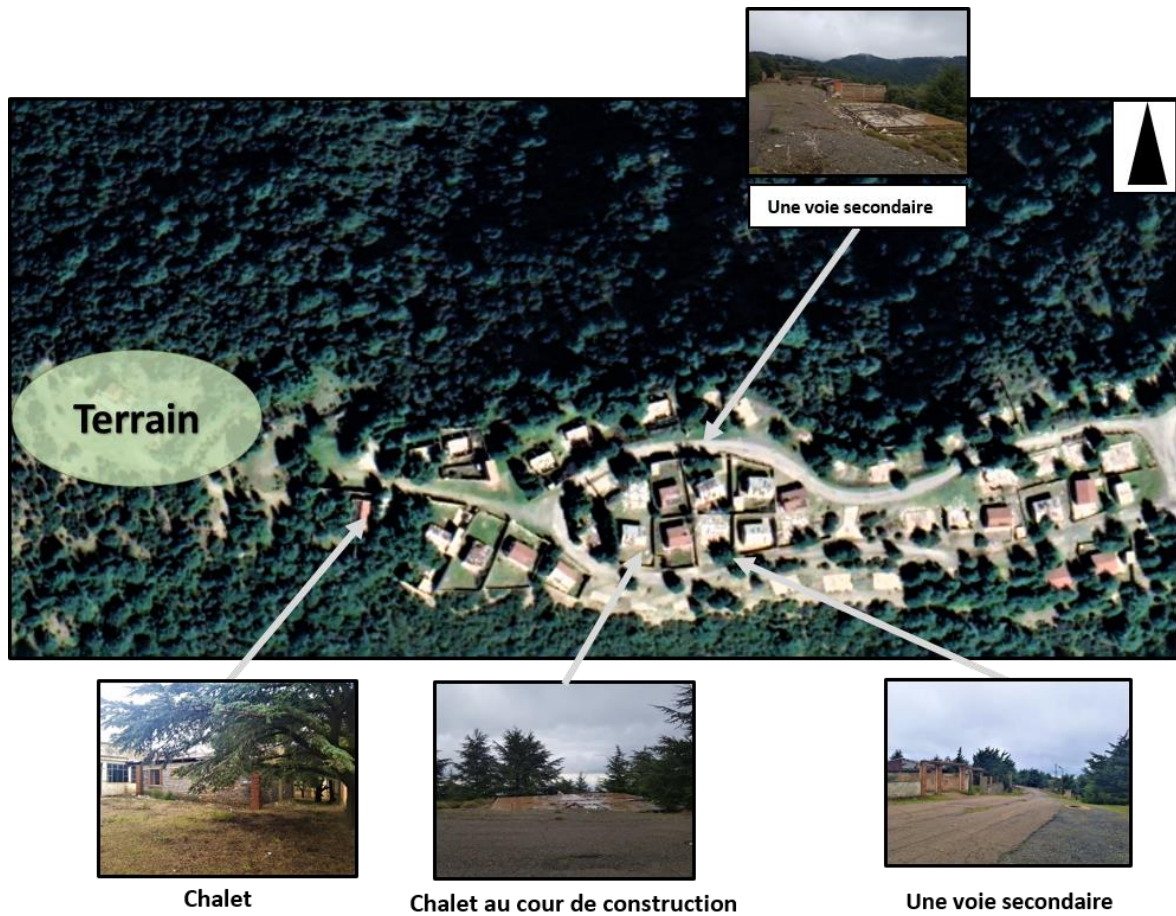 Une voie secondaire
Terrain
Chalet
Chalet au cour de construction
Une voie secondaire